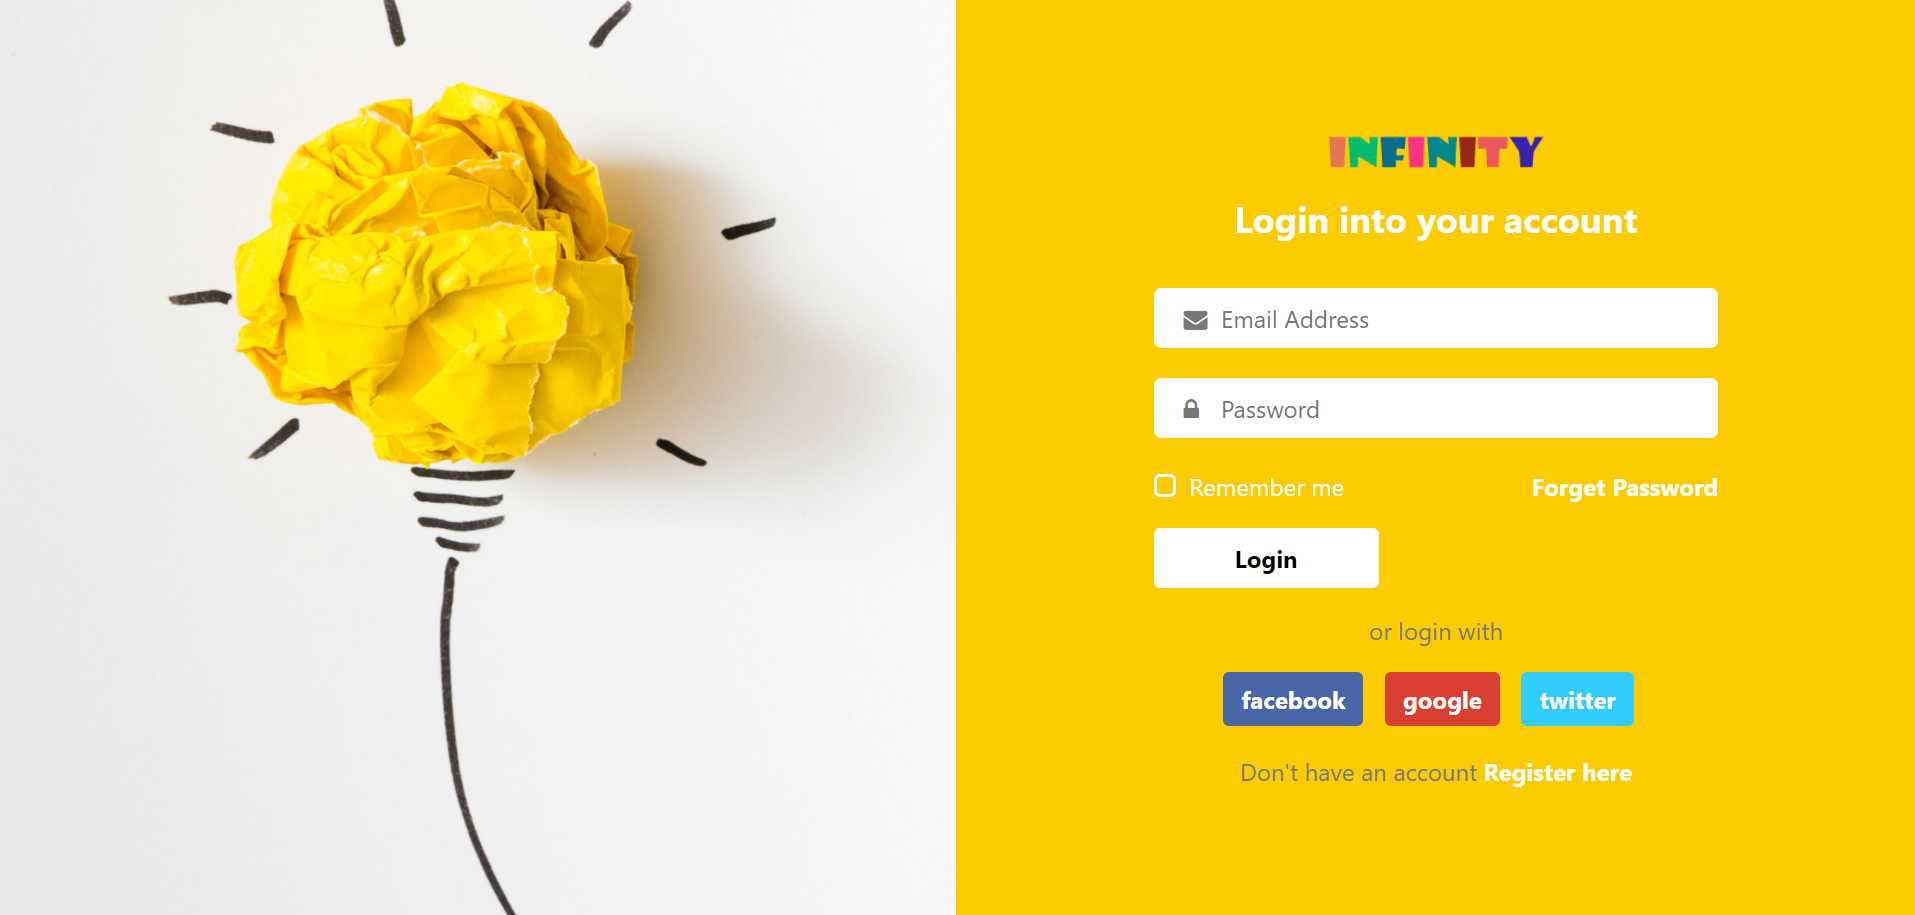 INFINITY
Login into your account
Email Address
Password
Remember me Forget Password
Login
or login with
facebook google twitter
Don't have an account Register here